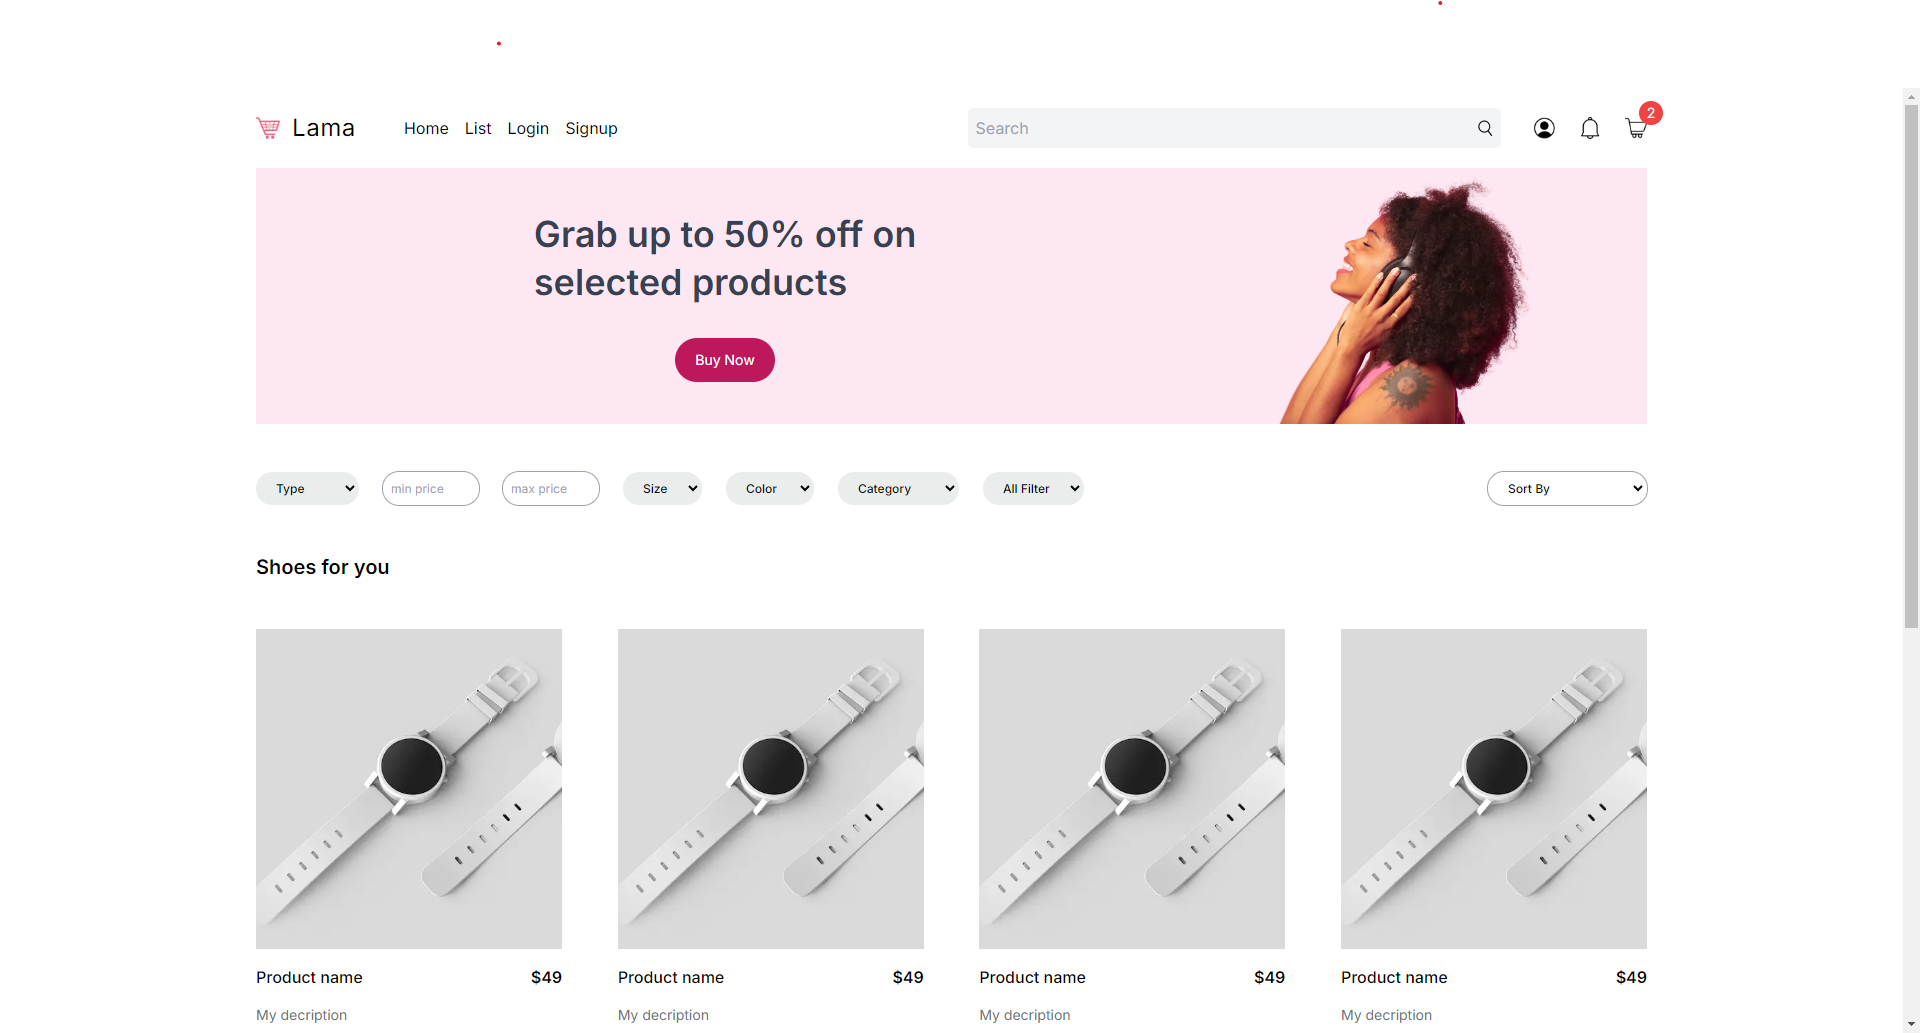 Lama
Home List Login Signup
Search
2
Grab up to 50% off on
selected products
Buy Now
Type min price max price Size Color Category All Filter Sort By
Shoes for you
Product name $49 Product name $49 Product name $49 Product name $49
My decription My decription My decription My decription